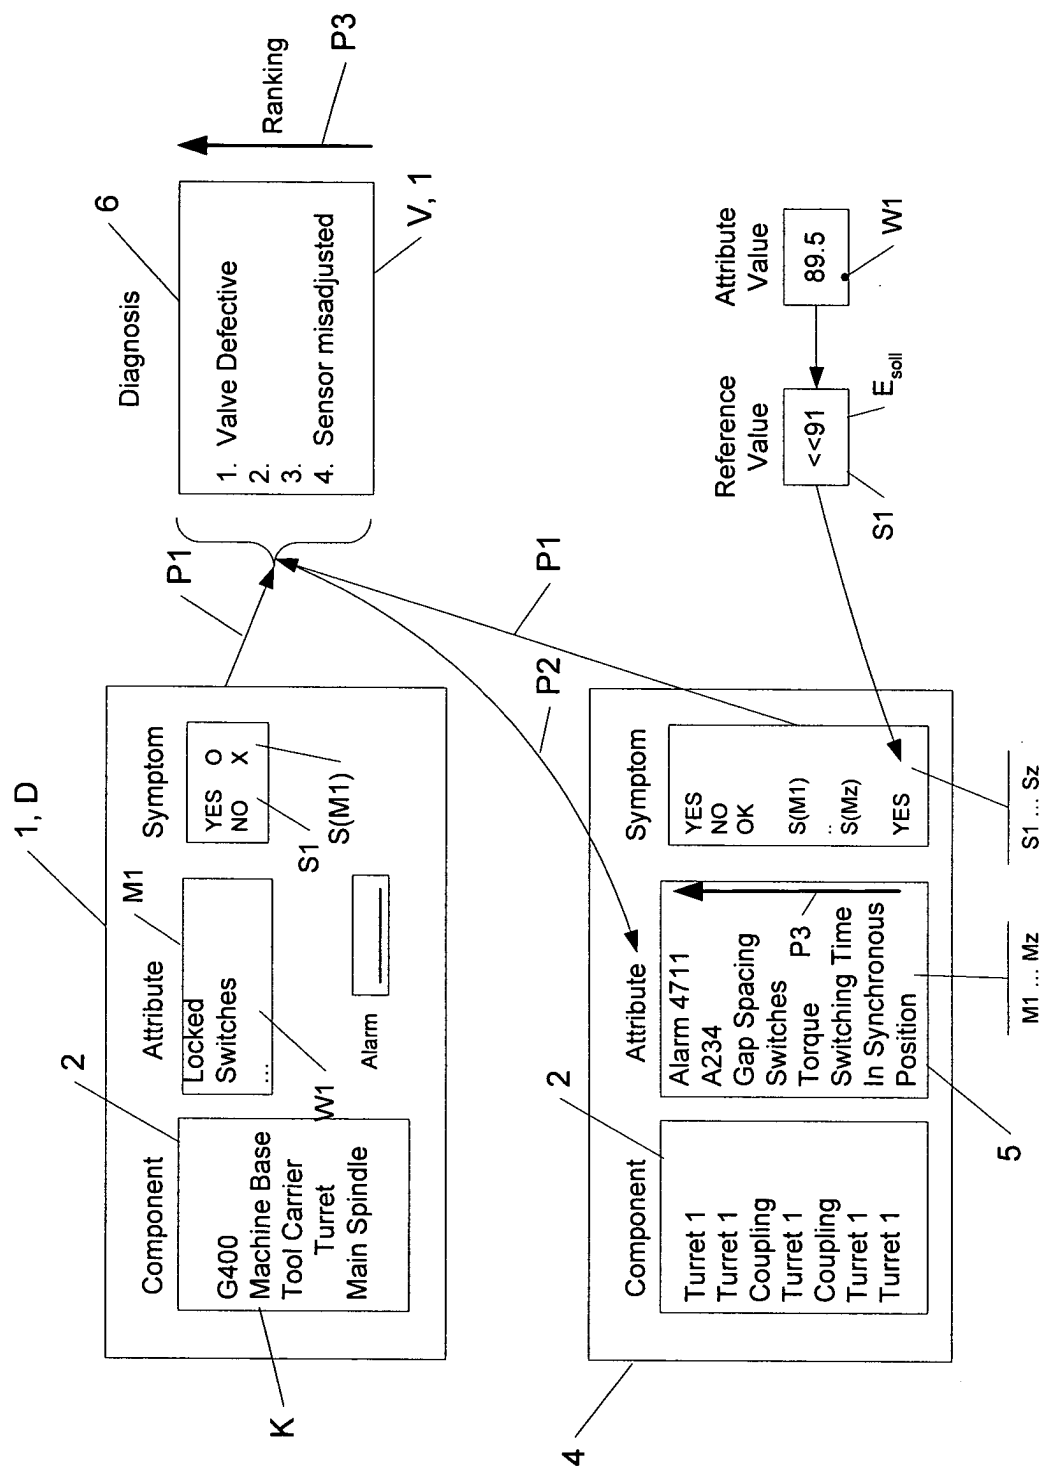 1, D
2
M1
Component
Attribute
Symptom
G400
Machine Base
Tool Carrier
Turret
Main Spindle
K
Locked
Switches
...
W1
YES O
NO X
S1
S(M1)
Alarm
P1
Diagnosis
6
1. Valve Defective
2.
3.
4. Sensor misadjusted
V, 1
Ranking
P3
P2
P1
4
Component
2
Attribute
Symptom
Turret 1
Turret 1
Coupling
Turret 1
Coupling
Turret 1
Turret 1
Alarm 4711
A234
Gap Spacing
Switches
Torque
Switching Time
In Synchronous
Position
P3
5
M1 ... Mz
YES
NO
OK
S(M1)
..
S(Mz)
YES
S1 ... Sz
Reference
Value
<<91
S1
E soll
Attribute
Value
89.5
W1